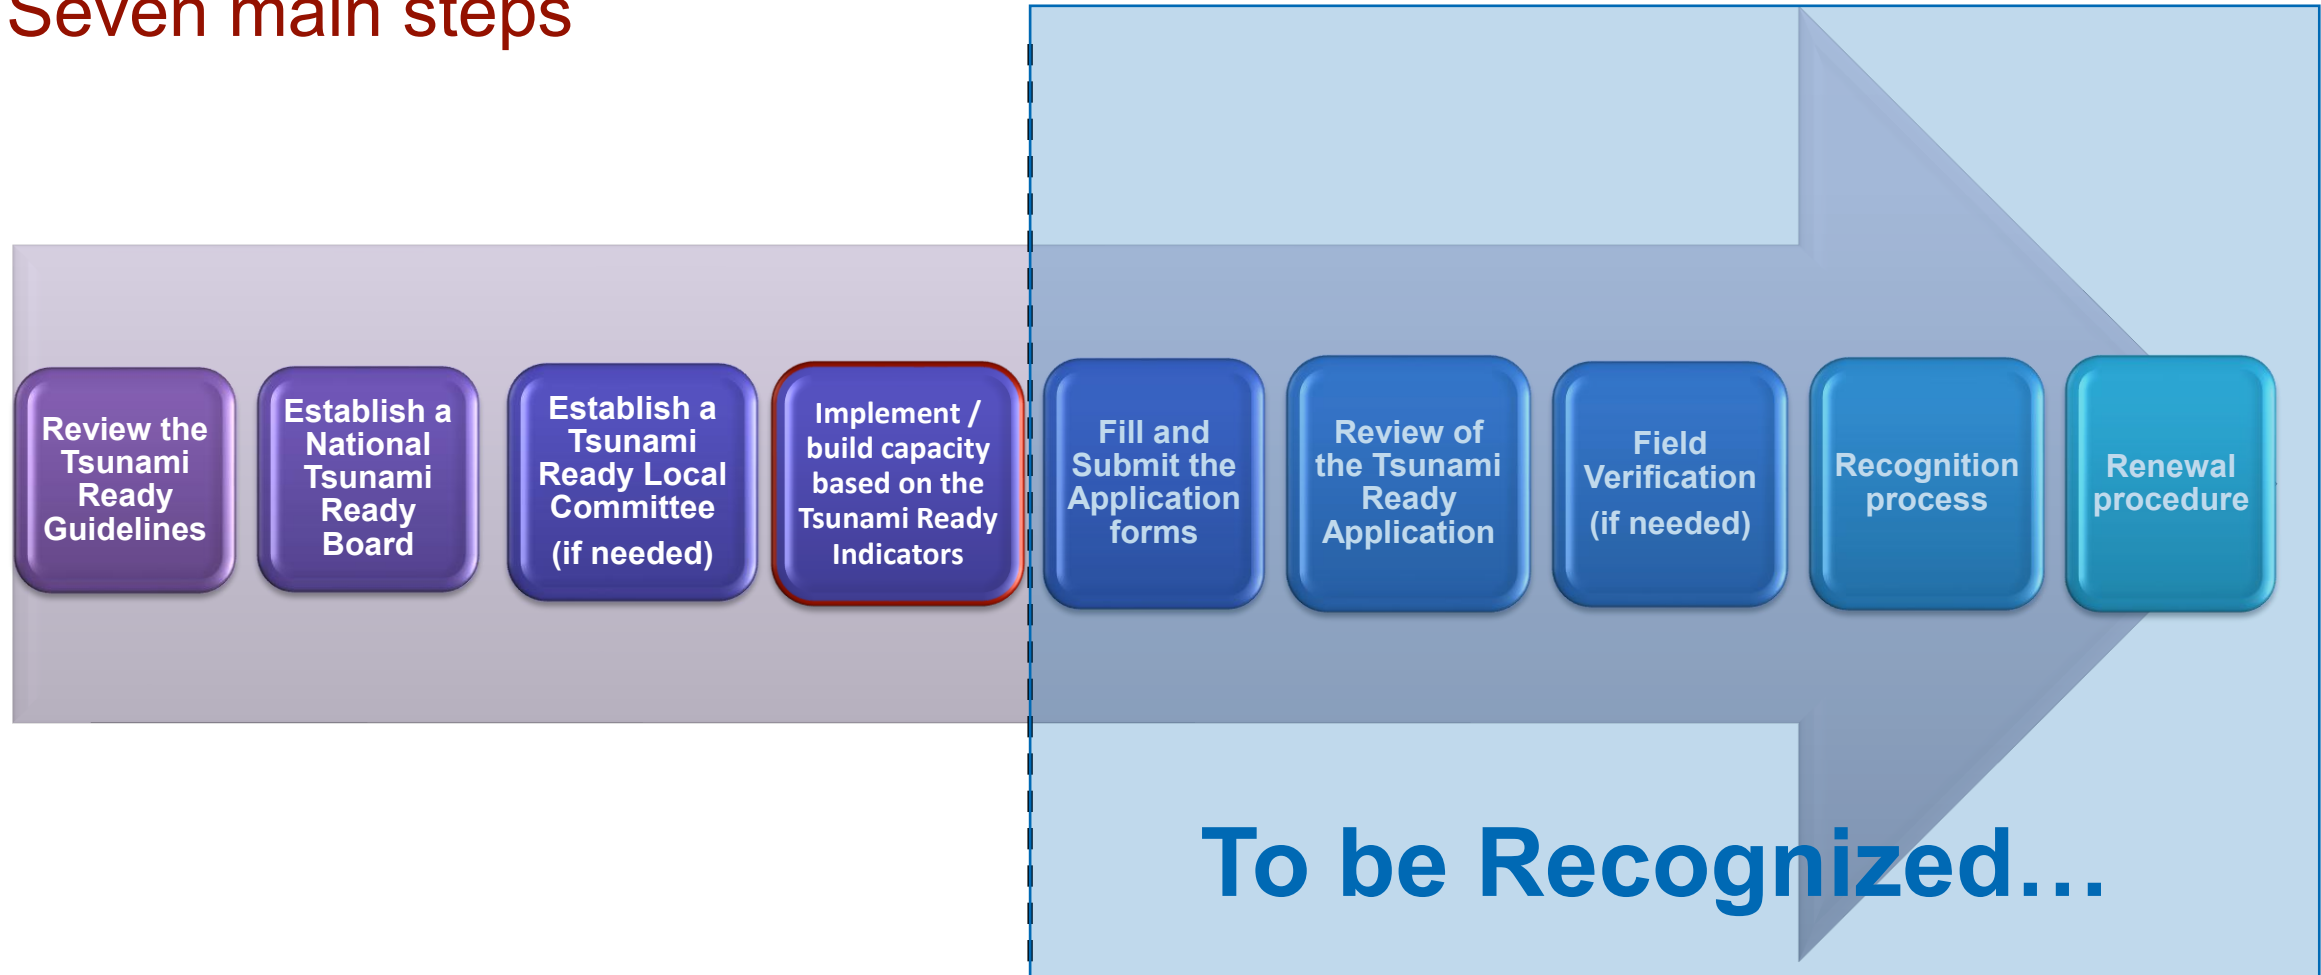 Seven main steps
Review the
Tsunami
Ready
Guidelines
Establish a
National
Tsunami
Ready
Board
Establish a
Tsunami
Ready Local
Committee
(if needed)
Implement /
build capacity
based on the
Tsunami Ready
Indicators
Fill and
Submit the
Application
forms
Review of
the Tsunami
Ready
Application
Field
Verification
(if needed)
Recognition
process
Renewal
procedure
To be Recognized…